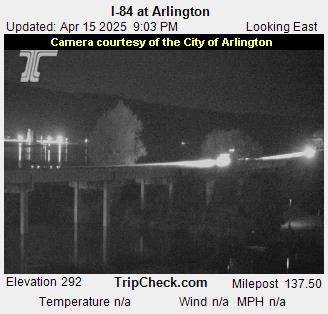 I-84 at Arlington
Updated: Apr 15 2025 9:03 PM Looking East
Camera courtesy of the City of Arlington
Elevation 292 TripCheck.com Milepost 137.50
Temperature n/a Wind n/a MPH n/a